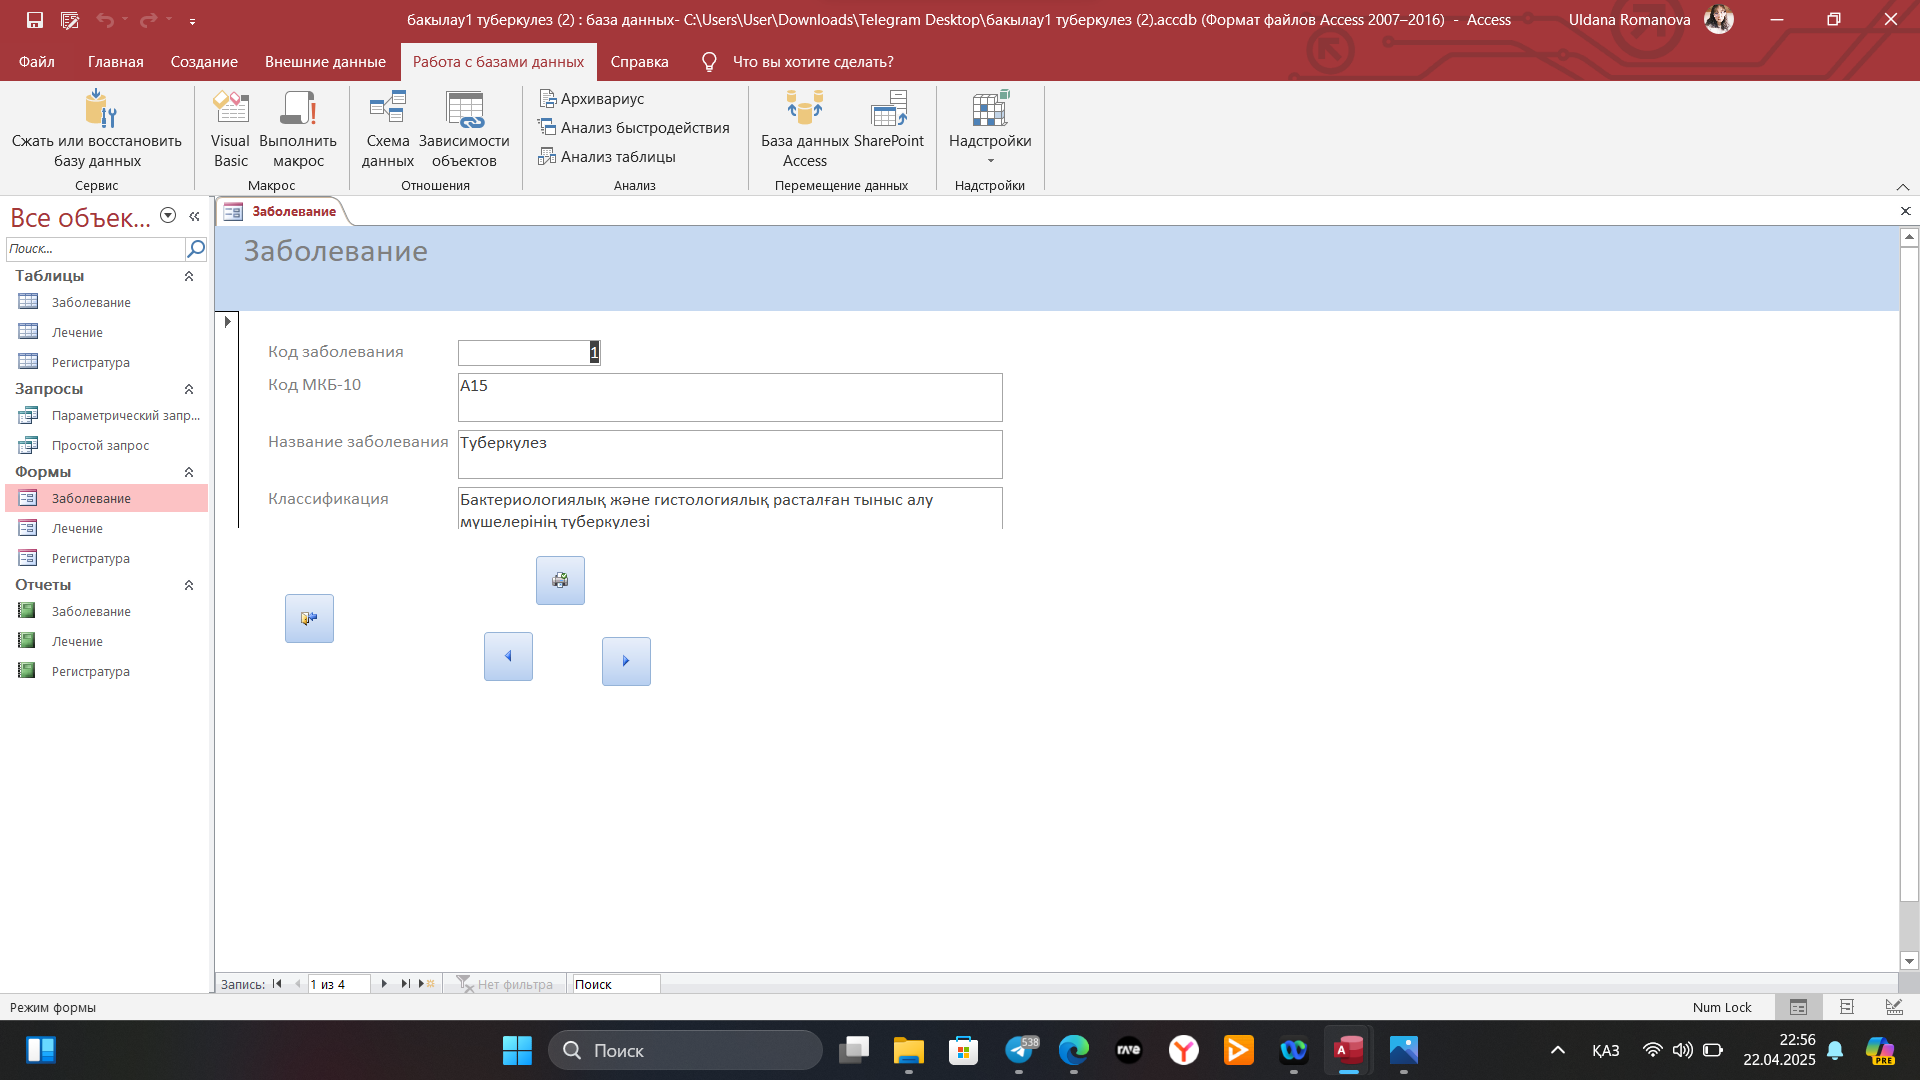 бакылау1 туберкулез (2) : база данных- C:\Users\User\Downloads\Telegram Desktop\бакылау1 туберкулез (2).accdb (Формат файлов Access 2007–2016) - Access
Uldana Romanova
Файл Главная Создание Внешние данные Работа с базами данных Справка Что вы хотите сделать?
Сжать или восстановить базу данных
Visual Basic
Выполнить макрос
Схема данных
Зависимости объектов
Архивариус
Анализ быстродействия
Анализ таблицы
База данных Access
SharePoint
Надстройки
Сервис Макрос Отношения Анализ Перемещение данных Надстройки
Все объек...
Поиск...
Таблицы
Заболевание
Лечение
Регистратура
Запросы
Параметрический запр...
Простой запрос
Формы
Заболевание
Лечение
Регистратура
Отчеты
Заболевание
Лечение
Регистратура
Заболевание
Заболевание
Код заболевания 1
Код МКБ-10 A15
Название заболевания Туберкулез
Классификация Бактериологиялық және гистологиялық расталған тыныс алу
мүшелерінің туберкулезі
Запись: 1 из 4 Нет фильтра Поиск
Режим формы
Num Lock
Поиск
538
rave
ҚАЗ
22:56
22.04.2025
PRE